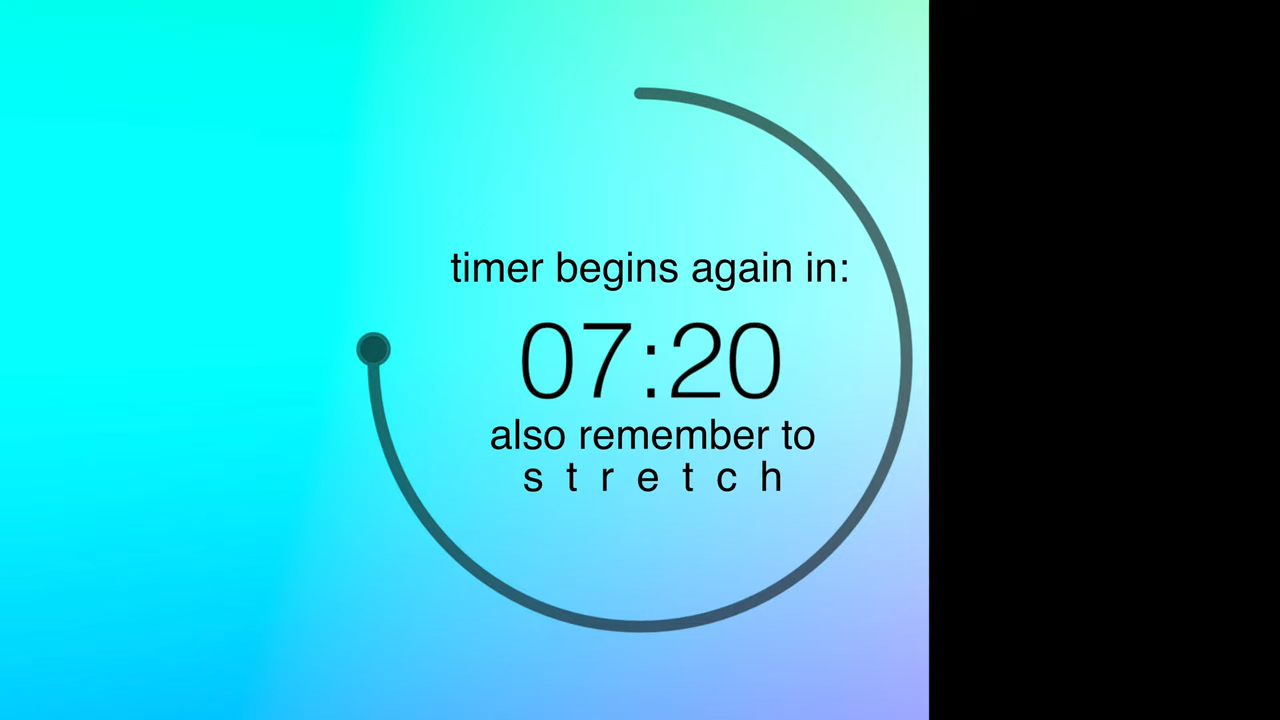 timer begins again in:
07:20
also remember to
s t r e t c h